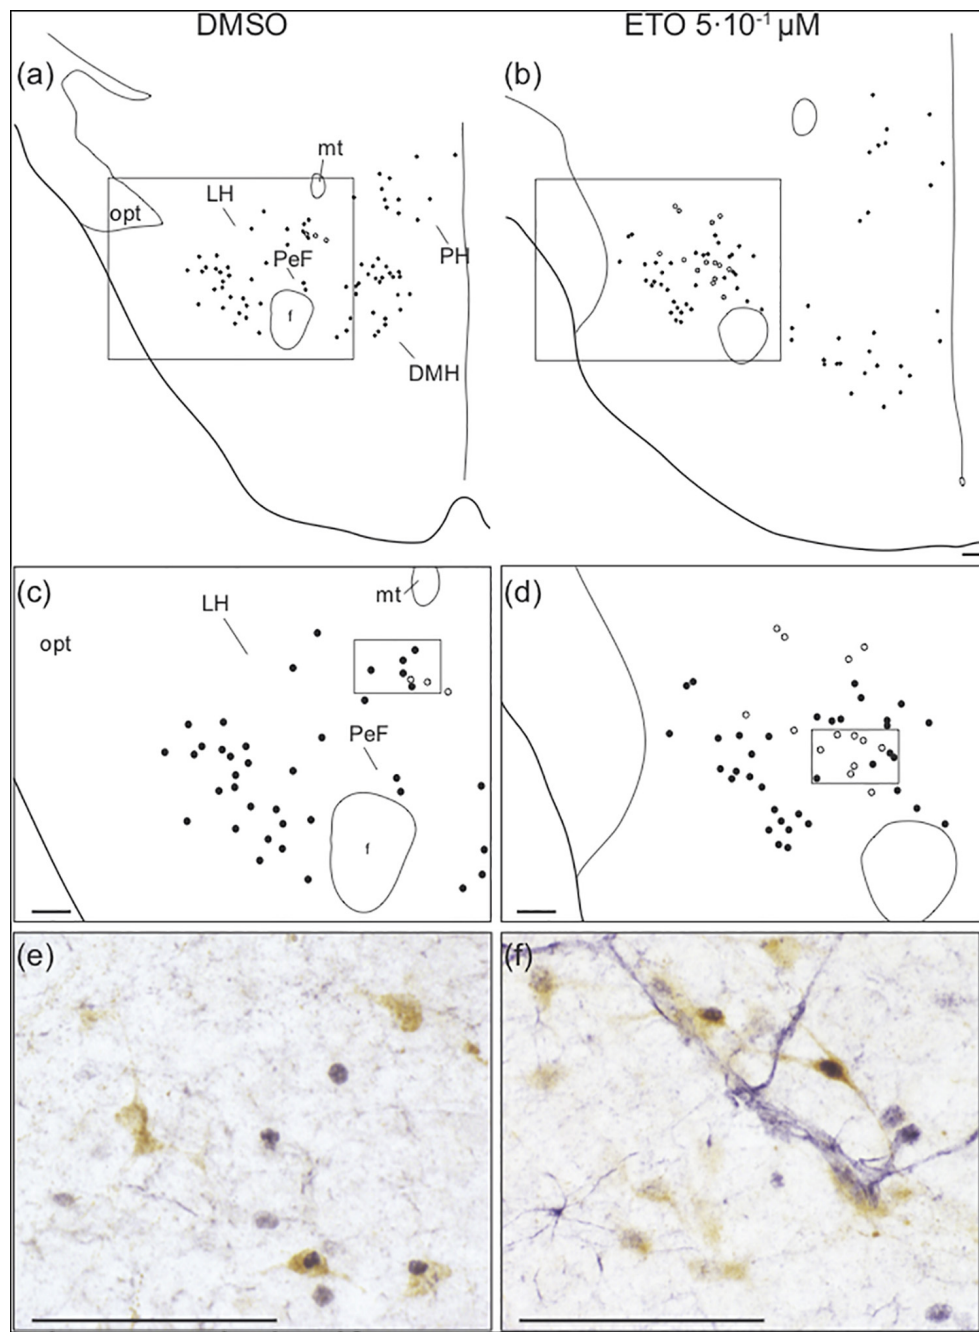 DMSO
ETO 5·10⁻¹ µM
(a)
(b)
mt
LH
opt
PeF
PH
f
DMH
(c)
(d)
mt
LH
opt
PeF
f
(e)
(f)